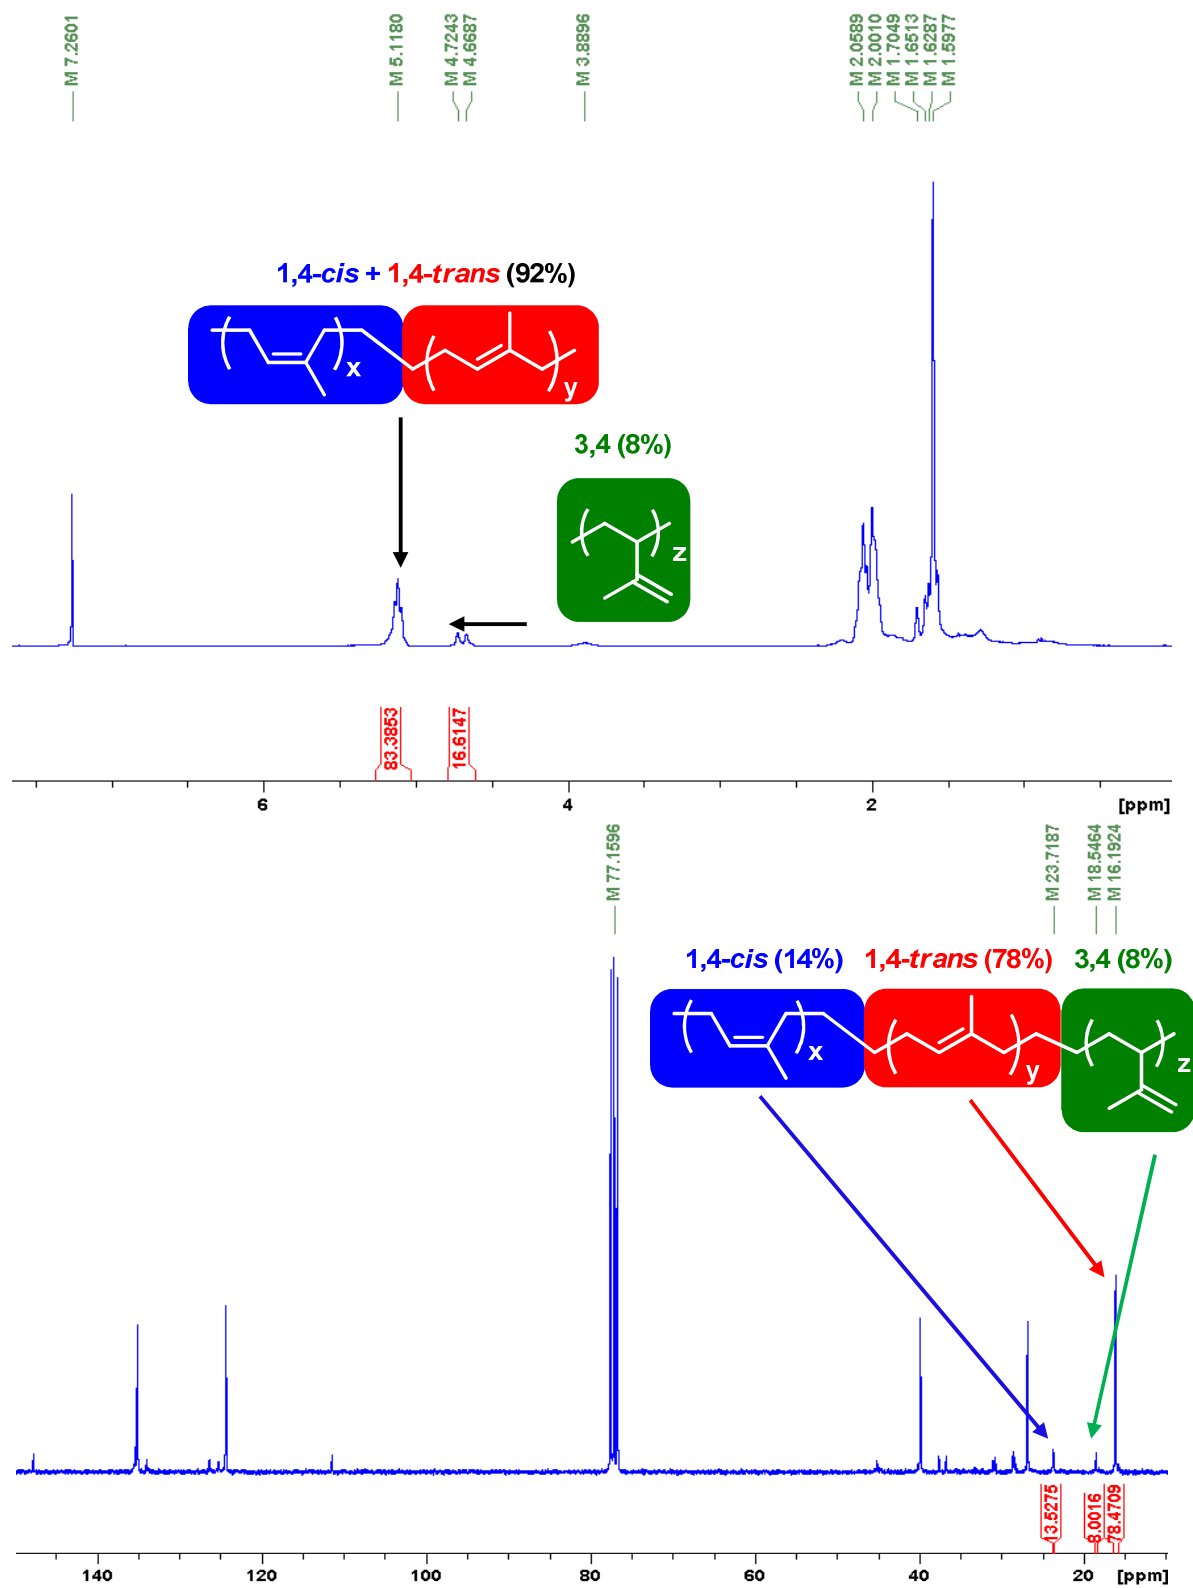 M 7.2601
M 5.1180
M 4.7243
M 4.6687
M 3.8896
M 2.0589
M 2.0010
M 1.7049
M 1.6513
M 1.6287
M 1.5977
1,4-cis + 1,4-trans (92%)
x
y
3,4 (8%)
z
83.3853
16.6147
6
4
2
[ppm]
M 77.1596
M 23.7187
M 18.5464
M 16.1924
1,4-cis (14%) 1,4-trans (78%) 3,4 (8%)
x
y
z
13.5275
8.0016
78.4709
140
120
100
80
60
40
20
[ppm]